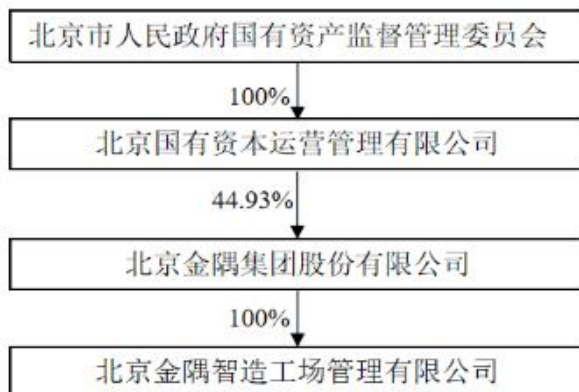 北京市人民政府国有资产监督管理委员会
100%
北京国有资本运营管理有限公司
44.93%
北京金隅集团股份有限公司
100%
北京金隅智造工场管理有限公司